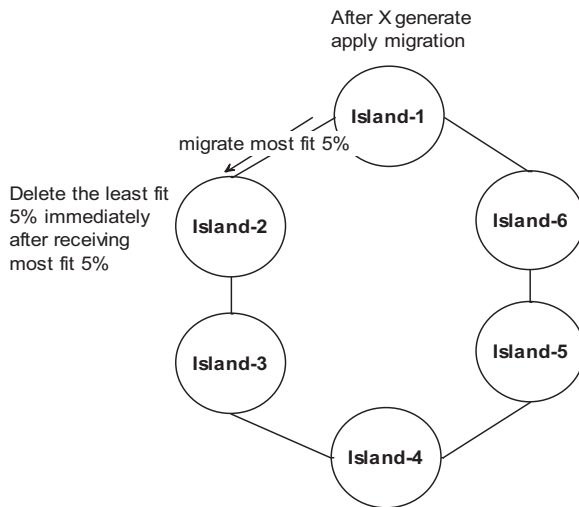 After X generate
apply migration
Island-1
migrate most fit 5%
Delete the least fit
5% immediately
after receiving
most fit 5%
Island-2
Island-6
Island-3
Island-5
Island-4